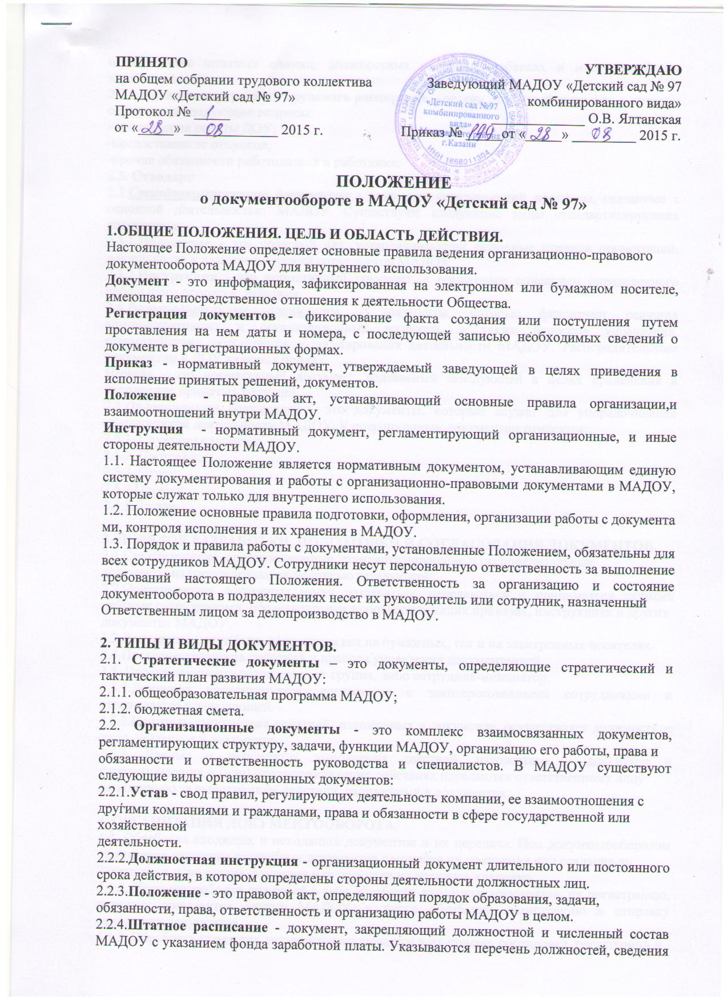 ПРИНЯТО
на общем собрании трудового коллектива
МАДОУ «Детский сад № 97»
Протокол № 1
от « 28 » 08 2015 г.
УТВЕРЖДАЮ
Заведующий МАДОУ «Детский сад № 97
комбинированного вида»
О.В. Ялтанская
Приказ № от « 28 » 08 2015 г.
«Детский сад №97
комбинированного
вида»
района
г.Казани
ИНН 1656011304
ПОЛОЖЕНИЕ
о документообороте в МАДОУ «Детский сад № 97»
1.ОБЩИЕ ПОЛОЖЕНИЯ. ЦЕЛЬ И ОБЛАСТЬ ДЕЙСТВИЯ.
Настоящее Положение определяет основные правила ведения организационно-правового
документооборота МАДОУ для внутреннего использования.
Документ - это информация, зафиксированная на электронном или бумажном носителе,
имеющая непосредственное отношения к деятельности Общества.
Регистрация документов - фиксирование факта создания или поступления путем
проставления на нем даты и номера, с последующей записью необходимых сведений о
документе в регистрационных формах.
Приказ - нормативный документ, утверждаемый заведующей в целях приведения в
исполнение принятых решений, документов.
Положение - правовой акт, устанавливающий основные правила организации,и
взаимоотношений внутри МАДОУ.
Инструкция - нормативный документ, регламентирующий организационные, и иные
стороны деятельности МАДОУ.
1.1. Настоящее Положение является нормативным документом, устанавливающим единую
систему документирования и работы с организационно-правовыми документами в МАДОУ,
которые служат только для внутреннего использования.
1.2. Положение основные правила подготовки, оформления, организации работы с документа
ми, контроля исполнения и их хранения в МАДОУ.
1.3. Порядок и правила работы с документами, установленные Положением, обязательны для
всех сотрудников МАДОУ. Сотрудники несут персональную ответственность за выполнение
требований настоящего Положения. Ответственность за организацию и состояние
документооборота в подразделениях несет их руководитель или сотрудник, назначенный
Ответственным лицом за делопроизводство в МАДОУ.
2. ТИПЫ И ВИДЫ ДОКУМЕНТОВ.
2.1. Стратегические документы – это документы, определяющие стратегический и
тактический план развития МАДОУ:
2.1.1. общеобразовательная программа МАДОУ;
2.1.2. бюджетная смета.
2.2. Организационные документы - это комплекс взаимосвязанных документов,
регламентирующих структуру, задачи, функции МАДОУ, организацию его работы, права и
обязанности и ответственность руководства и специалистов. В МАДОУ существуют
следующие виды организационных документов:
2.2.1.Устав - свод правил, регулирующих деятельность компании, ее взаимоотношения с
другими компаниями и гражданами, права и обязанности в сфере государственной или
хозяйственной
деятельности.
2.2.2.Должностная инструкция - организационный документ длительного или постоянного
срока действия, в котором определены стороны деятельности должностных лиц.
2.2.3.Положение - это правовой акт, определяющий порядок образования, задачи,
обязанности, права, ответственность и организацию работы МАДОУ в целом.
2.2.4.Штатное расписание - документ, закрепляющий должностной и численный состав
МАДОУ с указанием фонда заработной платы. Указываются перечень должностей, сведения